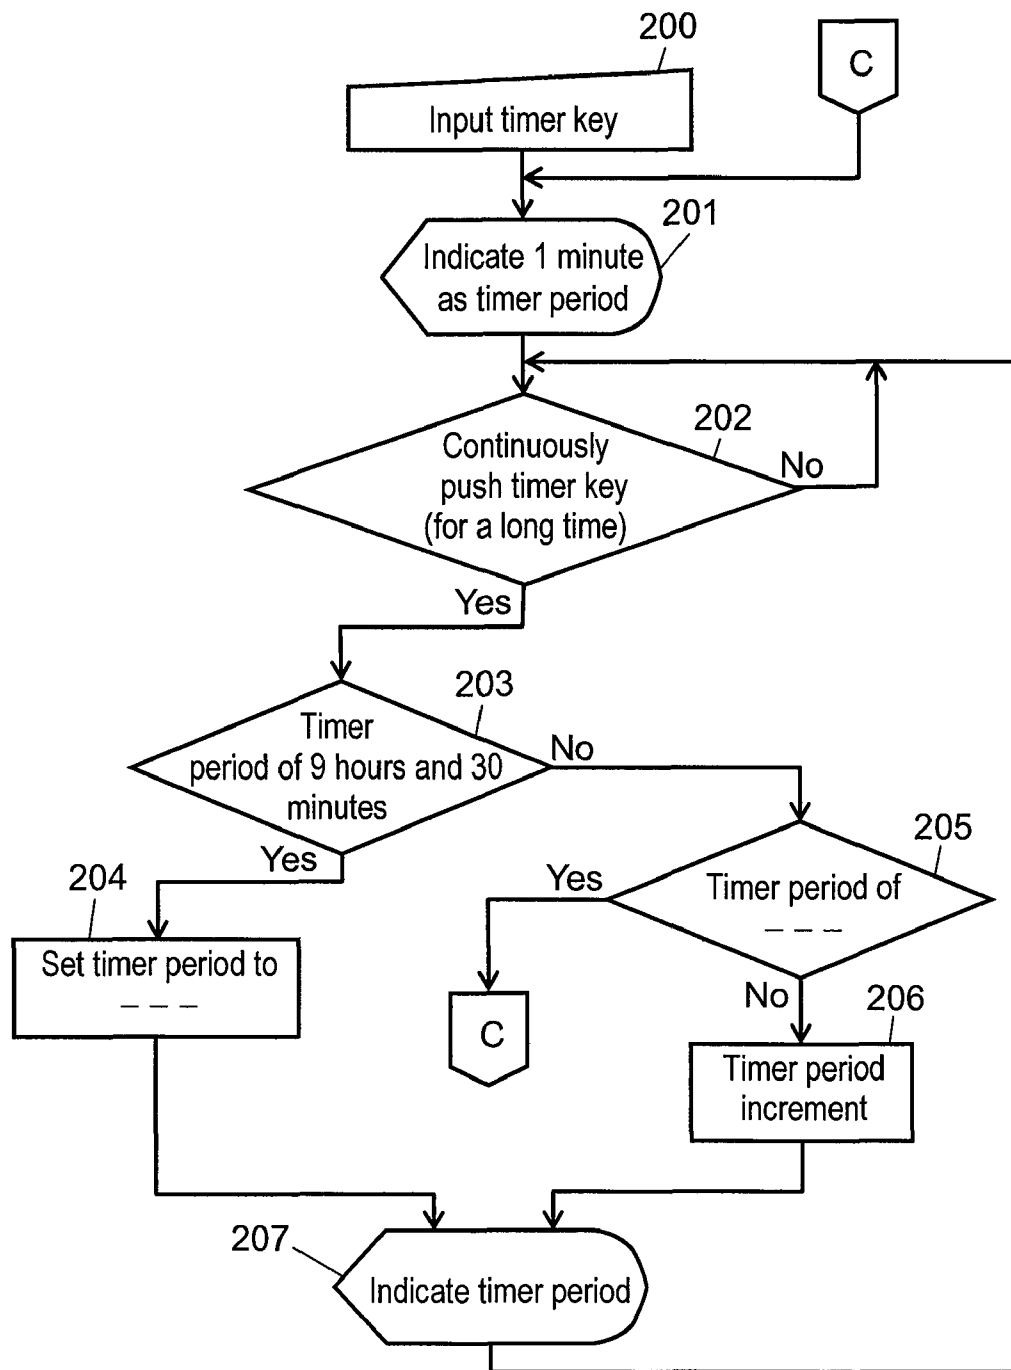 200
C
Input timer key
201
Indicate 1 minute
as timer period
202
Continuously
push timer key
(for a long time)
No
Yes
203
Timer
period of 9 hours and 30
minutes
No
Yes
204
Set timer period to
– – –
205
Timer period of
– – –
Yes
C
No
206
Timer period
increment
207
Indicate timer period